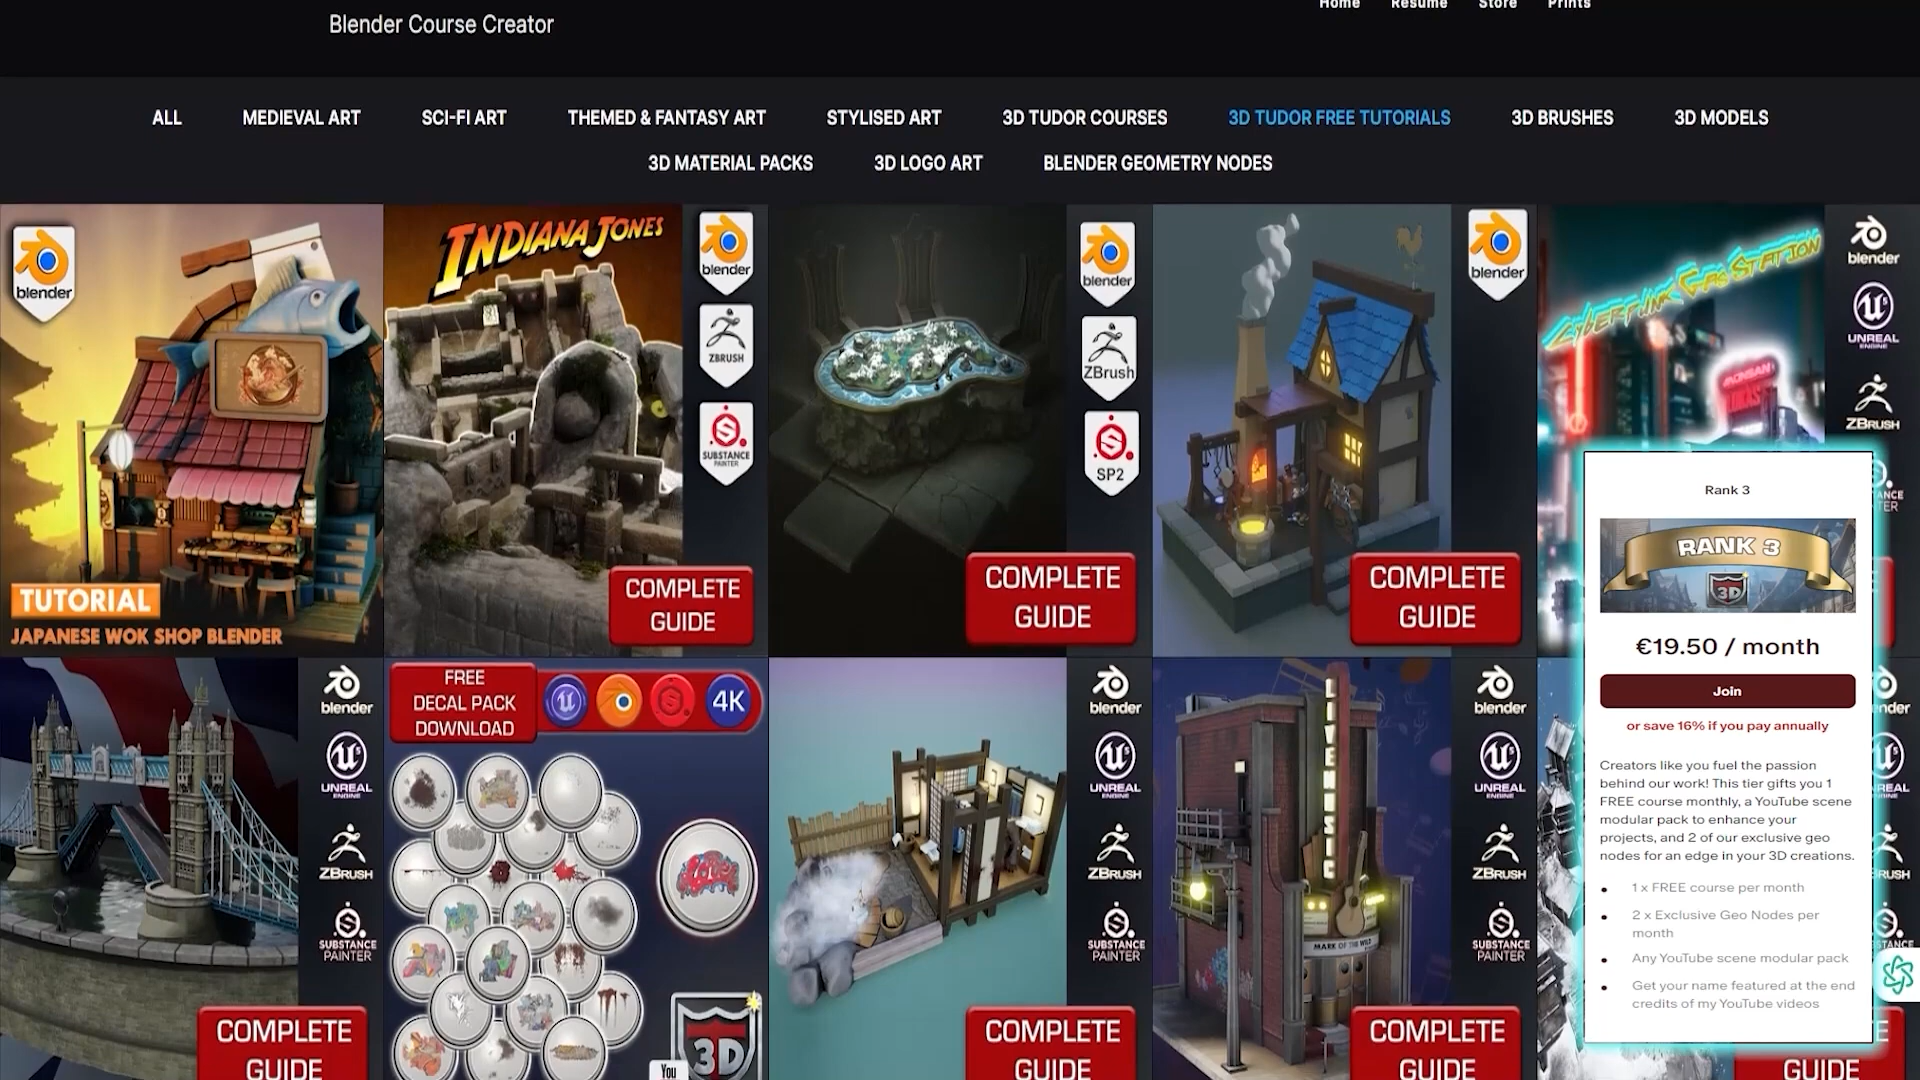 Blender Course Creator
Home Resume Store Prints
ALL MEDIEVAL ART SCI-FI ART THEMED & FANTASY ART STYLISED ART 3D TUDOR COURSES 3D TUDOR FREE TUTORIALS 3D BRUSHES 3D MODELS
3D MATERIAL PACKS 3D LOGO ART BLENDER GEOMETRY NODES
blender
TUTORIAL
JAPANESE WOK SHOP BLENDER
INDIANA JONES
blender
ZBRUSH
SUBSTANCE
PAINTER
COMPLETE
GUIDE
blender
ZBrush
SP2
COMPLETE
GUIDE
blender
COMPLETE
GUIDE
CYBERPUNK GAS STATION
blender
UNREAL
ENGINE
ZBRUSH
blender
UNREAL
ENGINE
ZBRUSH
SUBSTANCE
PAINTER
COMPLETE
GUIDE
FREE
DECAL PACK
DOWNLOAD
4K
3D
You
blender
UNREAL
ENGINE
ZBRUSH
SUBSTANCE
PAINTER
COMPLETE
GUIDE
LIVE MUSIC
MARK OF THE WILD
blender
UNREAL
ENGINE
ZBRUSH
SUBSTANCE
PAINTER
COMPLETE
GUIDE
GUIDE
Rank 3
RANK 3
3D
€19.50 / month
Join
or save 16% if you pay annually
Creators like you fuel the passion
behind our work! This tier gifts you 1
FREE course monthly, a YouTube scene
modular pack to enhance your
projects, and 2 of our exclusive geo
nodes for an edge in your 3D creations.
1 x FREE course per month
2 x Exclusive Geo Nodes per
month
Any YouTube scene modular pack
Get your name featured at the end
credits of my YouTube videos